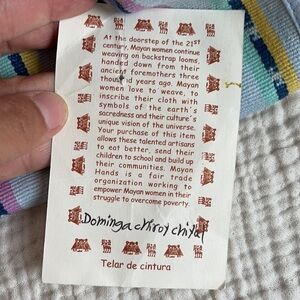 At the doorstep of the 21ST
century, Mayan women continue
weaving on backstrap looms,
handed down from their
ancient foremothers three
thousand years ago. Mayan
women love to weave, to
inscribe their cloth with
symbols of the earth's
sacredness and their culture's
unique vision of the universe.
Your purchase of this item
allows these talented artisans
to eat better, send their
children to school and build up
their communities. Mayan
Hands is a fair trade
organization working to
empower Mayan women in their
struggle to overcome poverty.
Dominga chiroy
Telar de cintura